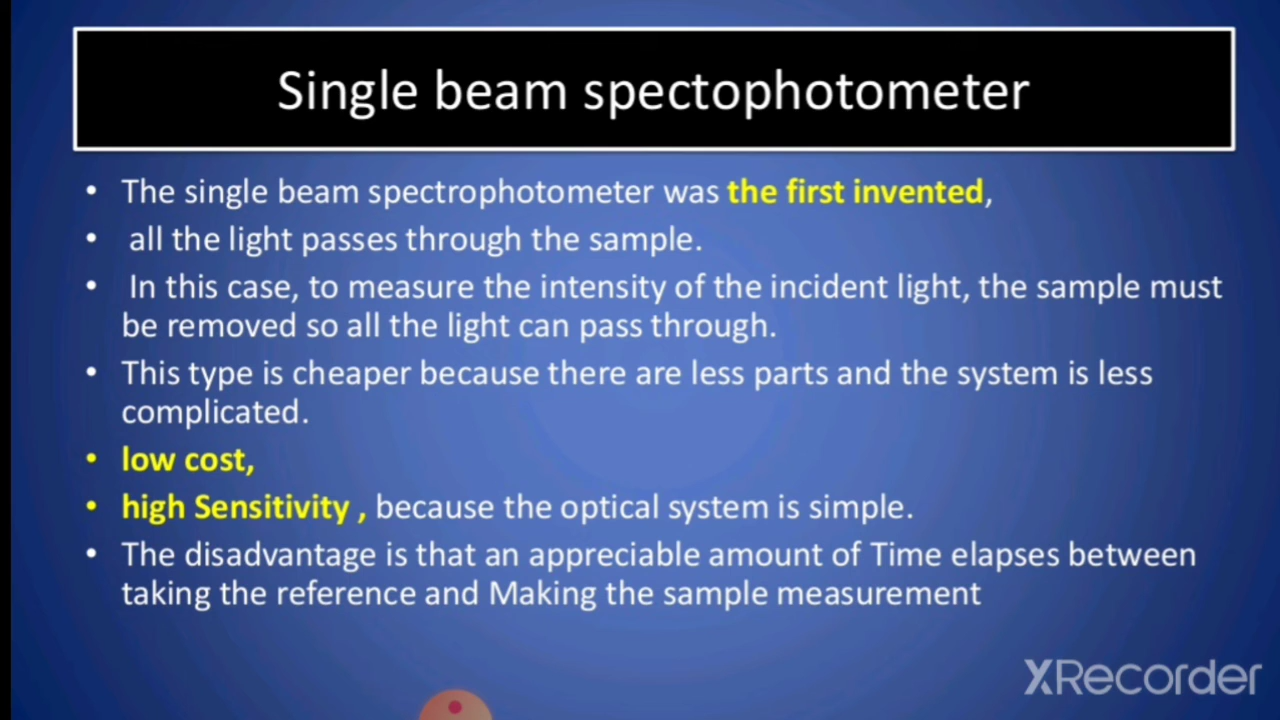 Single beam spectophotometer
• The single beam spectrophotometer was the first invented,
• all the light passes through the sample.
• In this case, to measure the intensity of the incident light, the sample must
be removed so all the light can pass through.
• This type is cheaper because there are less parts and the system is less
complicated.
• low cost,
• high Sensitivity , because the optical system is simple.
• The disadvantage is that an appreciable amount of Time elapses between
taking the reference and Making the sample measurement
XRecorder